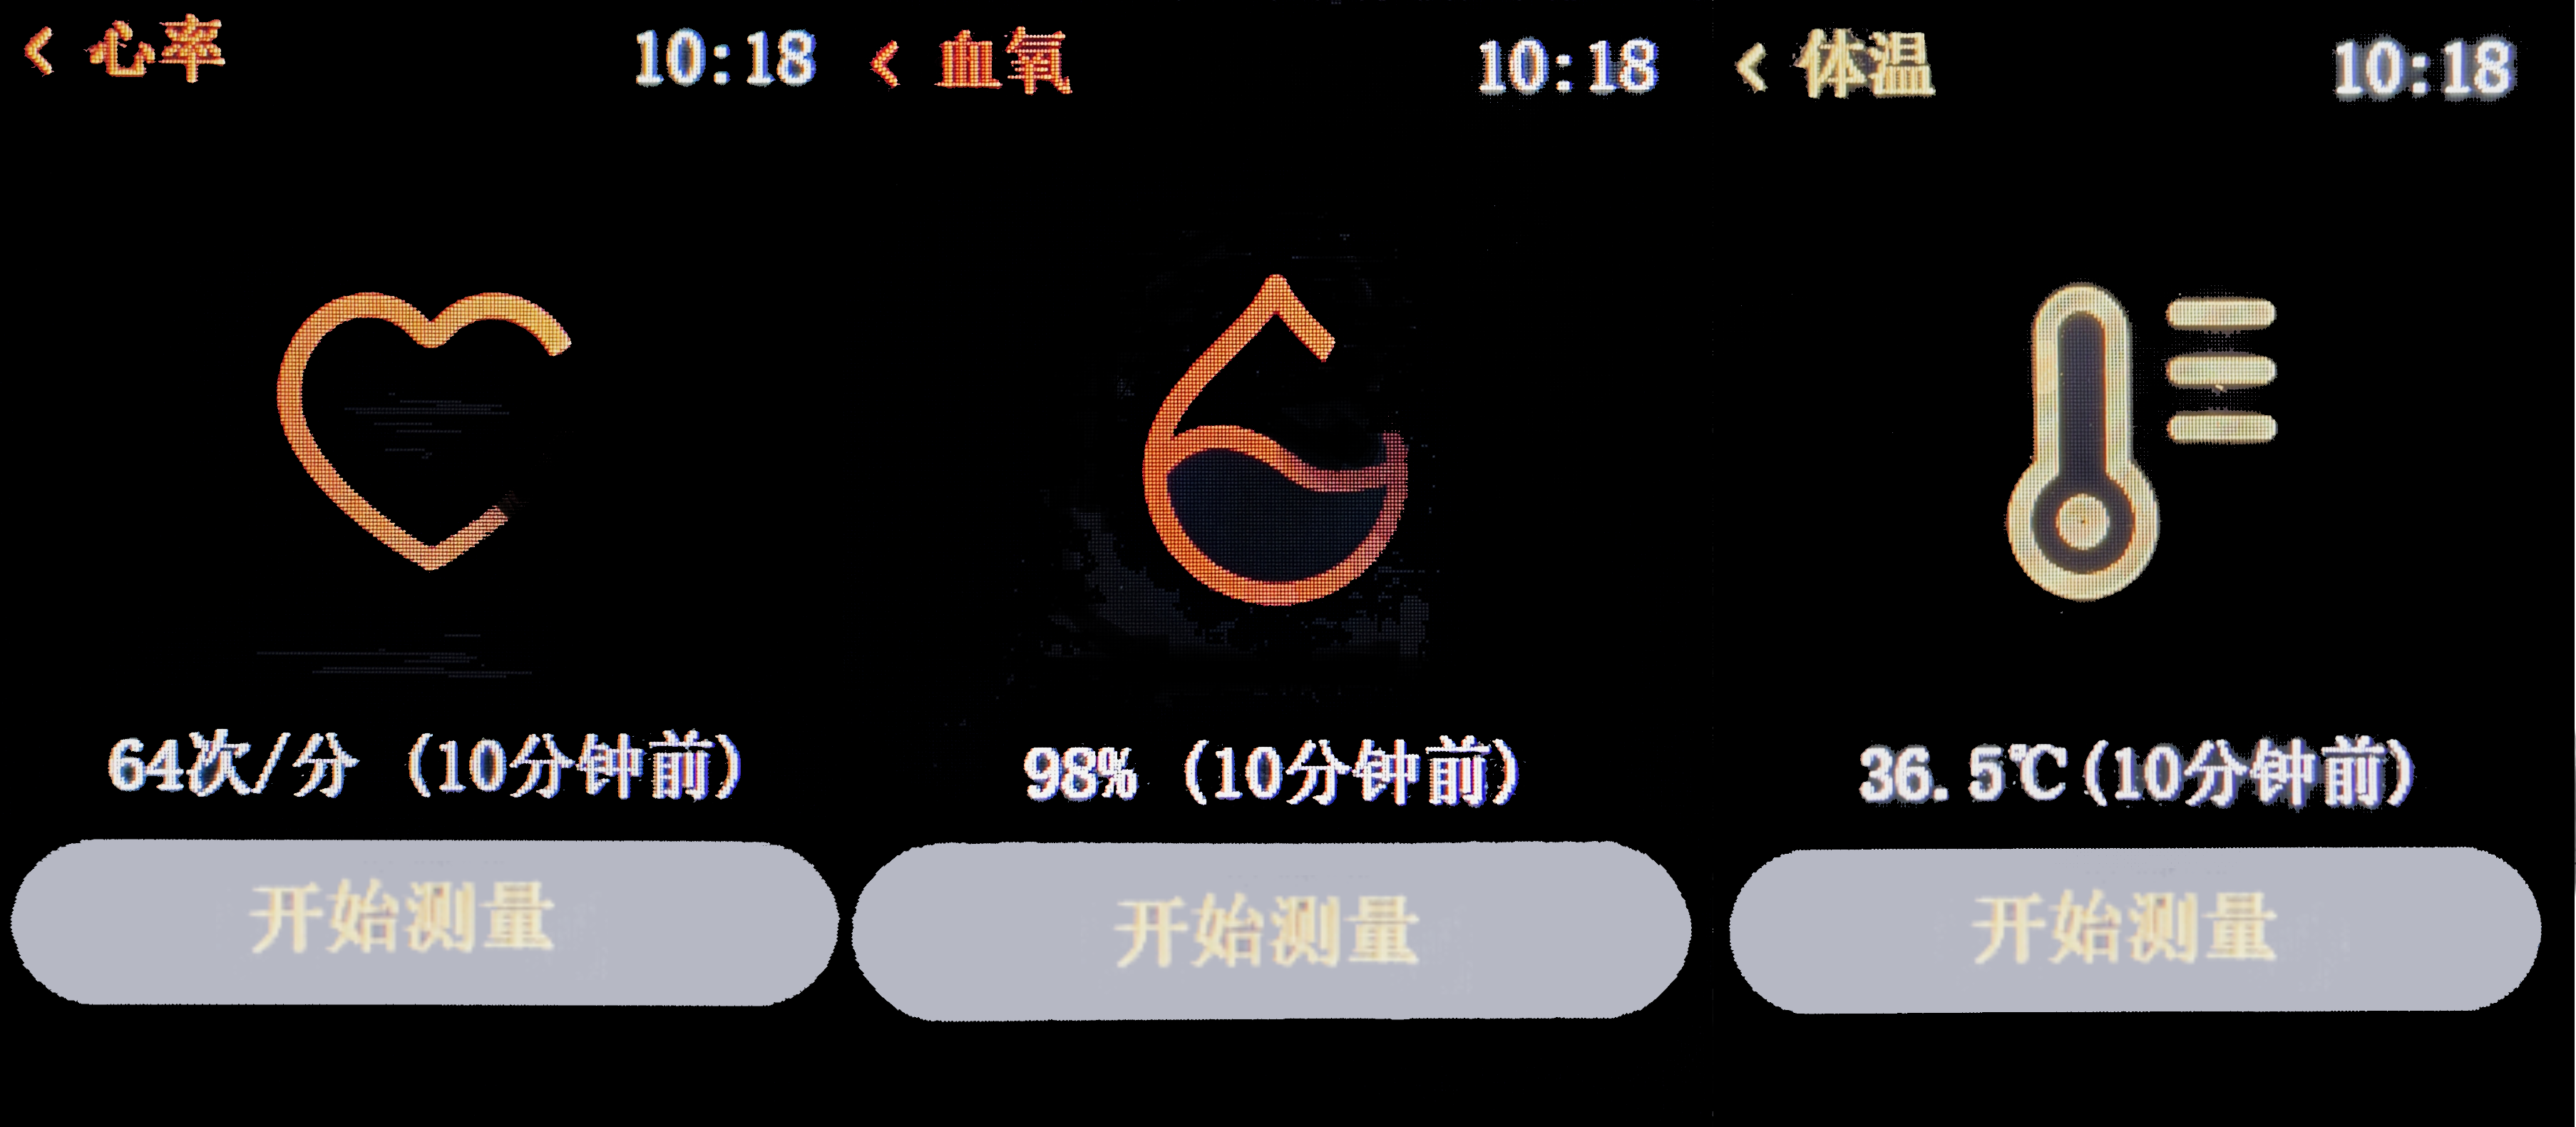 < 心率 10:18
64次/分 (10分钟前)
开始测量
< 血氧 10:18
98% (10分钟前)
开始测量
< 体温 10:18
36.5℃(10分钟前)
开始测量